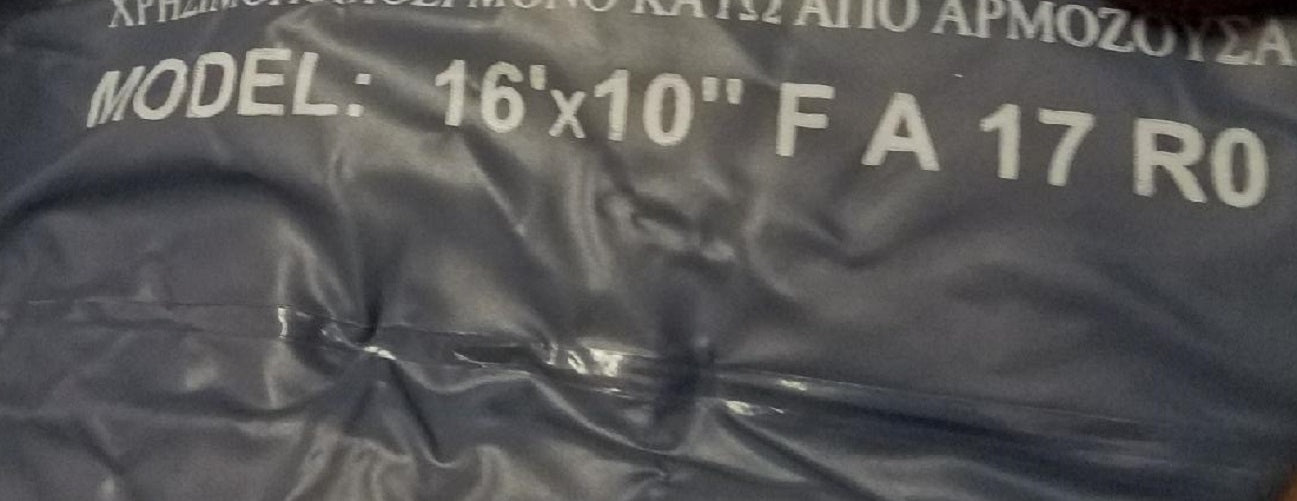 ΜΟΝΟ ΚΑΤΩ ΑΠΟ ΑΡΜΟΖΟΥΣΑ
MODEL: 16'x10" F A 17 R0